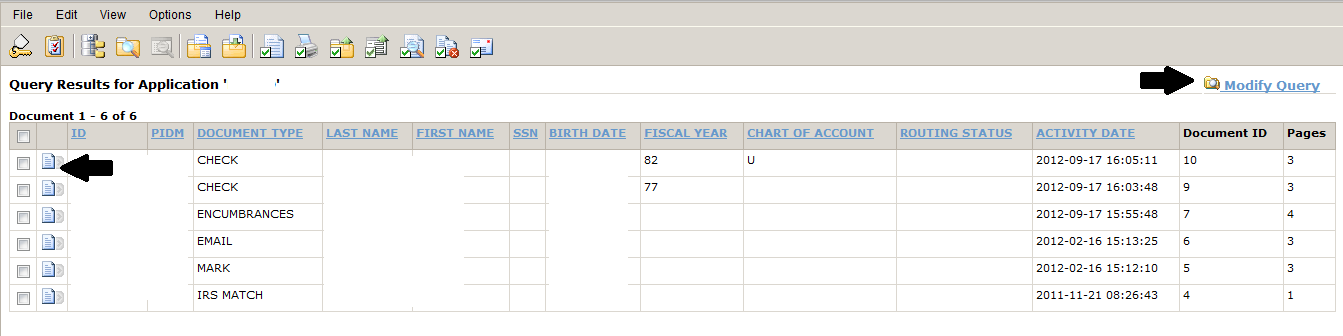 File Edit View Options Help
Query Results for Application ' '
Modify Query
Document 1 - 6 of 6
ID PIDM DOCUMENT TYPE LAST NAME FIRST NAME SSN BIRTH DATE FISCAL YEAR CHART OF ACCOUNT ROUTING STATUS ACTIVITY DATE Document ID Pages
CHECK 82 U 2012-09-17 16:05:11 10 3
CHECK 77 2012-09-17 16:03:48 9 3
ENCUMBRANCES 2012-09-17 15:55:48 7 4
EMAIL 2012-02-16 15:13:25 6 3
MARK 2012-02-16 15:12:10 5 3
IRS MATCH 2011-11-21 08:26:43 4 1